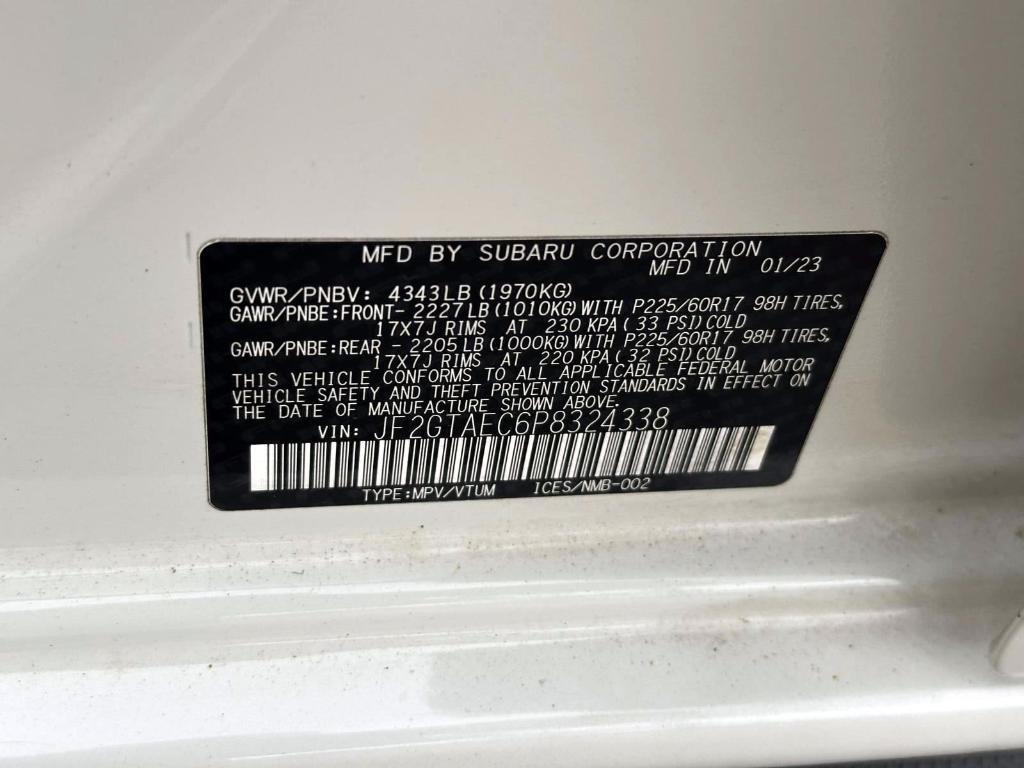 MFD BY SUBARU CORPORATION
MFD IN 01/23
GVWR/PNBV: 4343LB(1970KG)
GAWR/PNBE:FRONT- 2227LB(1010KG)WITH P225/60R17 98H TIRES,
17X7J RIMS AT 230 KPA(33 PSI)COLD
GAWR/PNBE:REAR - 2205LB(1000KG)WITH P225/60R17 98H TIRES,
17X7J RIMS AT 220 KPA(32 PSI)COLD
THIS VEHICLE CONFORMS TO ALL APPLICABLE FEDERAL MOTOR
VEHICLE SAFETY AND THEFT PREVENTION STANDARDS IN EFFECT ON
THE DATE OF MANUFACTURE SHOWN ABOVE.
VIN: JF2GTAEC6P8324338
TYPE:MPV/VTUM ICES/NMB-002